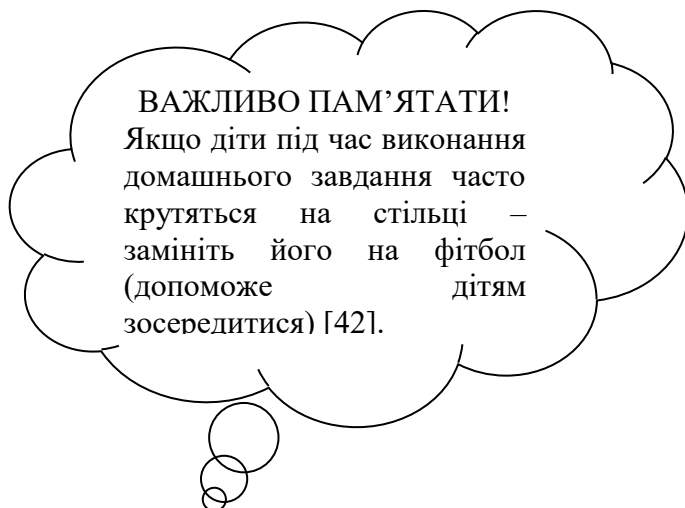 ВАЖЛИВО ПАМ’ЯТАТИ!
Якщо діти під час виконання
домашнього завдання часто
крутяться на стільці –
замініть його на фітбол
(допоможе дітям
зосередитися) [42].